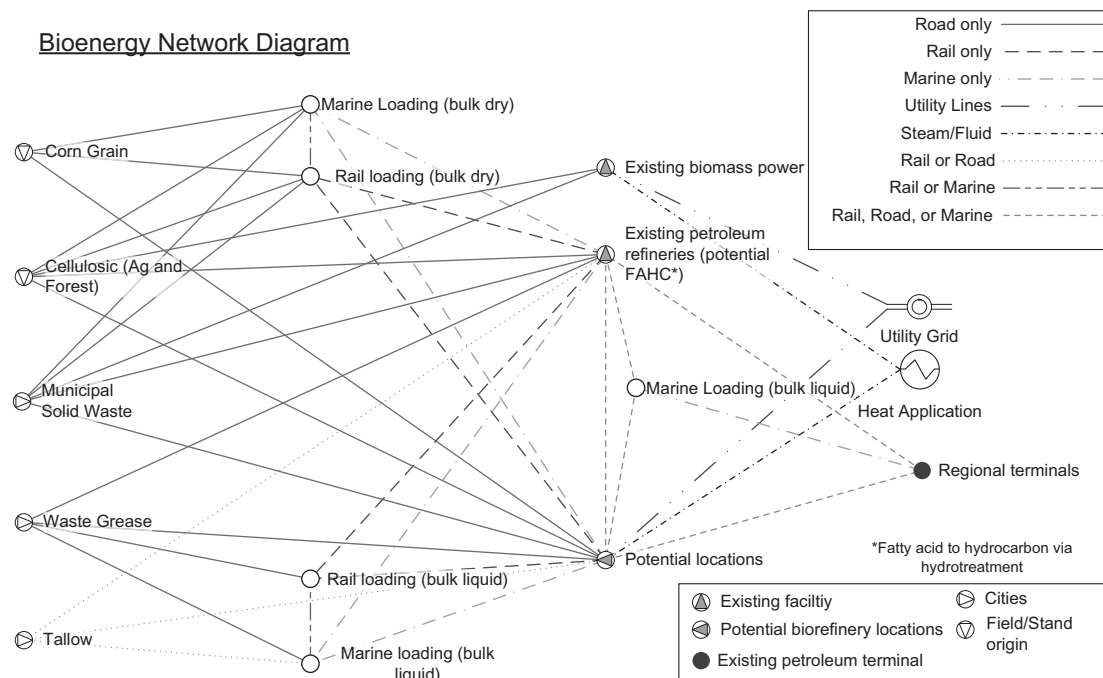 Bioenergy Network Diagram
Road only
Rail only
Marine only
Utility Lines
Steam/Fluid
Rail or Road
Rail or Marine
Rail, Road, or Marine
Marine Loading (bulk dry)
Corn Grain
Rail loading (bulk dry)
Existing biomass power
Existing petroleum
refineries (potential
FAHC*)
Cellulosic (Ag and
Forest)
Utility Grid
Municipal
Solid Waste
Marine Loading (bulk liquid)
Heat Application
Regional terminals
Waste Grease
Potential locations
*Fatty acid to hydrocarbon via
hydrotreatment
Rail loading (bulk liquid)
Tallow
Marine loading (bulk
liquid)
Existing faciltiy
Cities
Potential biorefinery locations
Field/Stand
origin
Existing petroleum terminal